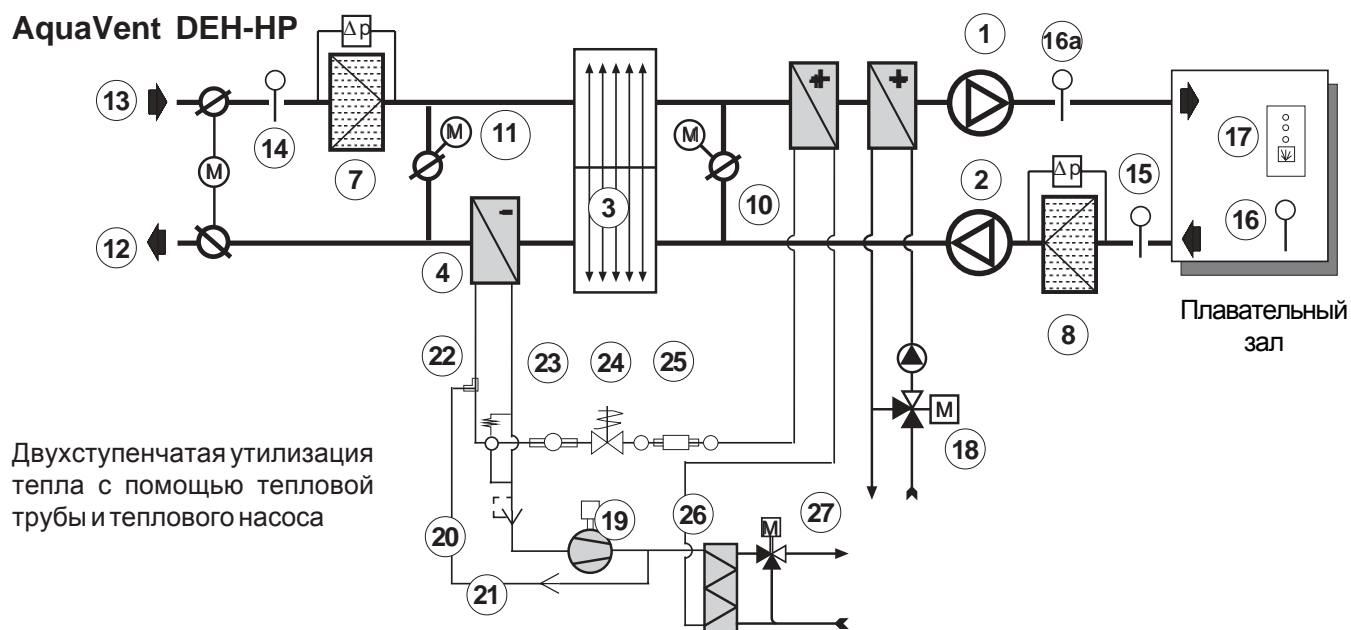 AquaVent DEH-HP
Δp
1
16a
13
14
7
M
11
M
3
10
M
2
Δp
15
17
16
12
4
8
Плавательный
зал
22
23
24
25
M
18
Двухступенчатая утилизация
тепла с помощью тепловой
трубы и теплового насоса
20
19
26
M
27
21